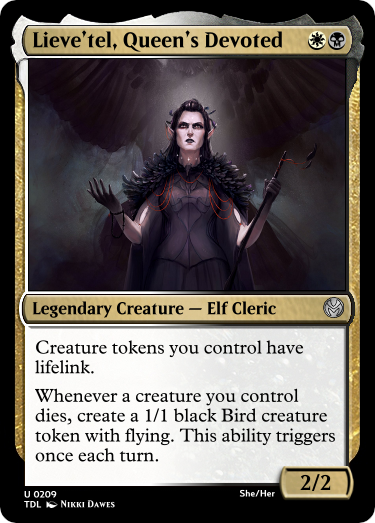 Lieve'tel, Queen's Devoted
Legendary Creature — Elf Cleric
Creature tokens you control have
lifelink.
Whenever a creature you control
dies, create a 1/1 black Bird creature
token with flying. This ability triggers
once each turn.
2/2
U 0209
She/Her
TDL Nikki Dawes